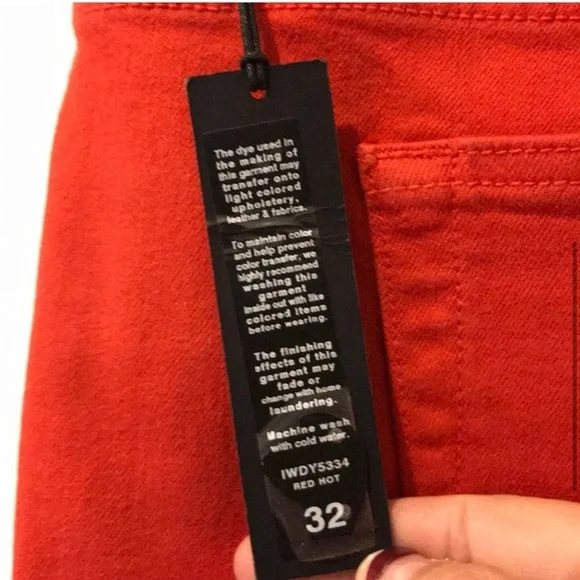 The dye used in
the making of
this garment may
transfer onto
light colored
upholstery,
leather & fabrics.
To maintain color
and help prevent
color transfer, we
highly recommend
washing this
garment
inside out with like
colored items
before wearing.
The finishing
effects of this
garment may
fade or
change with home
laundering.
Machine wash
with cold water.
IWDY5334
RED HOT
32